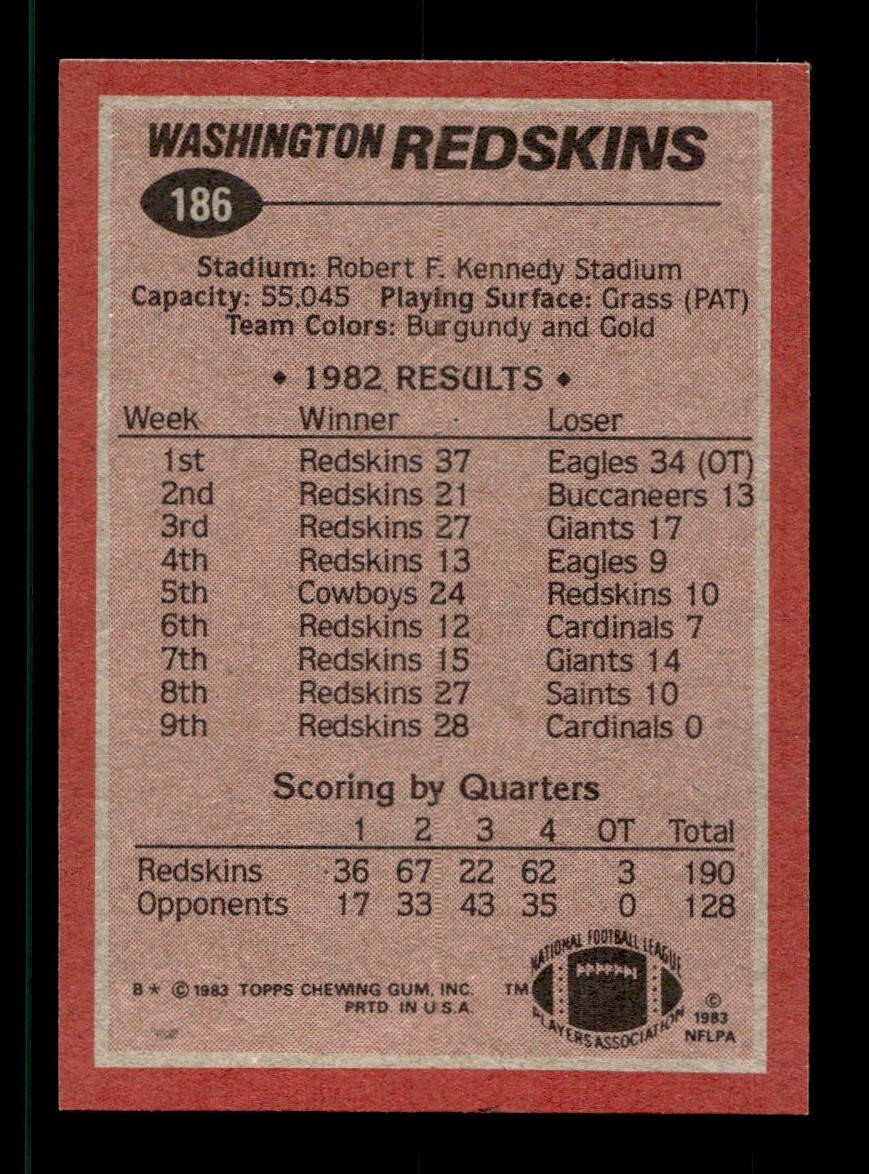 WASHINGTON REDSKINS
186
Stadium: Robert F. Kennedy Stadium
Capacity: 55,045 Playing Surface: Grass (PAT)
Team Colors: Burgundy and Gold
♦ 1982 RESULTS ♦
Week Winner Loser
1st Redskins 37 Eagles 34 (OT)
2nd Redskins 21 Buccaneers 13
3rd Redskins 27 Giants 17
4th Redskins 13 Eagles 9
5th Cowboys 24 Redskins 10
6th Redskins 12 Cardinals 7
7th Redskins 15 Giants 14
8th Redskins 27 Saints 10
9th Redskins 28 Cardinals 0
Scoring by Quarters
1 2 3 4 OT Total
Redskins 36 67 22 62 3 190
Opponents 17 33 43 35 0 128
NATIONAL FOOTBALL LEAGUE
PLAYERS ASSOCIATION
B* © 1983 TOPPS CHEWING GUM, INC.
PRTD. IN U.S.A.
TM
© 1983 NFLPA